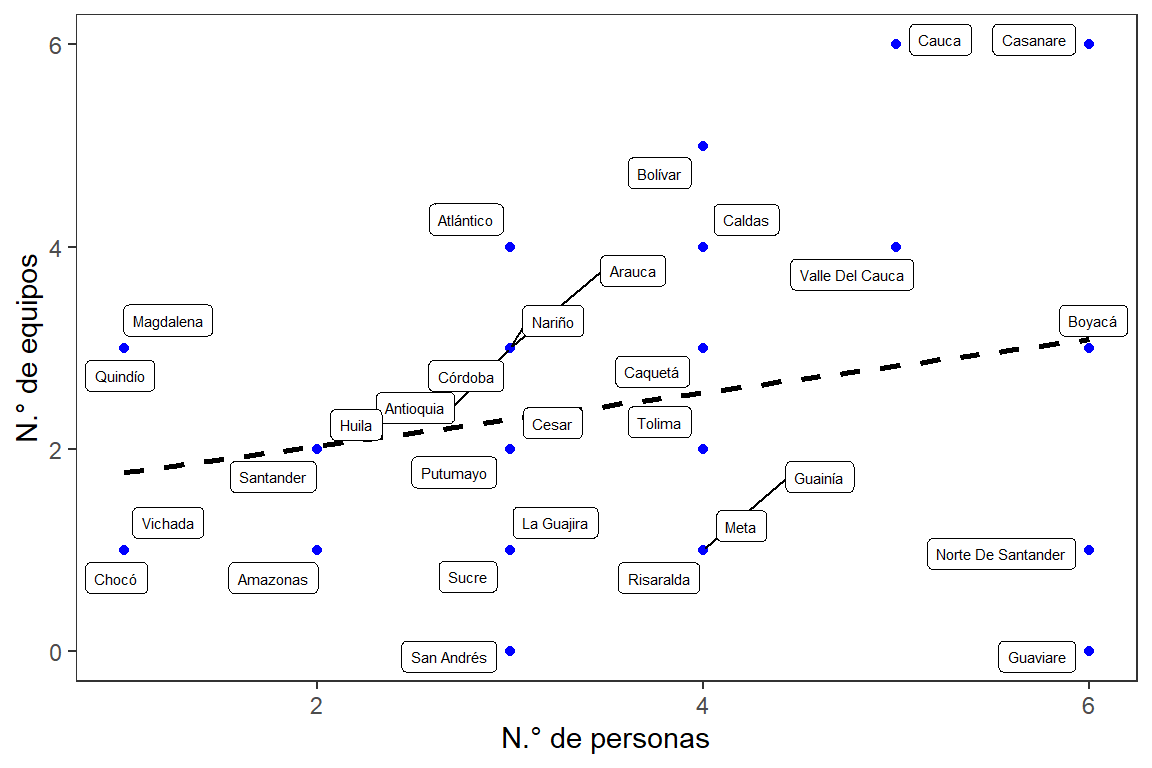 6
Cauca
Casanare
Bolívar
Atlántico
Caldas
4
Arauca
Valle Del Cauca
Magdalena
Nariño
Boyacá
Quindío
Córdoba
Caquetá
Antioquia
Huila
Cesar
Tolima
2
Santander
Putumayo
Guainía
Vichada
La Guajira
Meta
Norte De Santander
Chocó
Amazonas
Sucre
Risaralda
0
San Andrés
Guaviare
2
4
6
N.° de personas
N.° de equipos